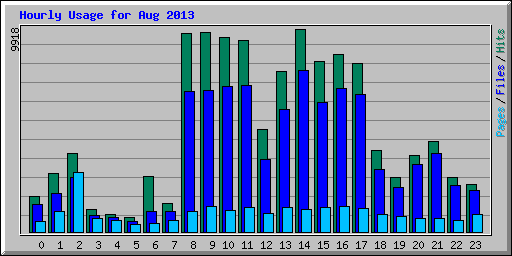 Hourly Usage for Aug 2013
9918
Pages / Files / Hits
0 1 2 3 4 5 6 7 8 9 10 11 12 13 14 15 16 17 18 19 20 21 22 23